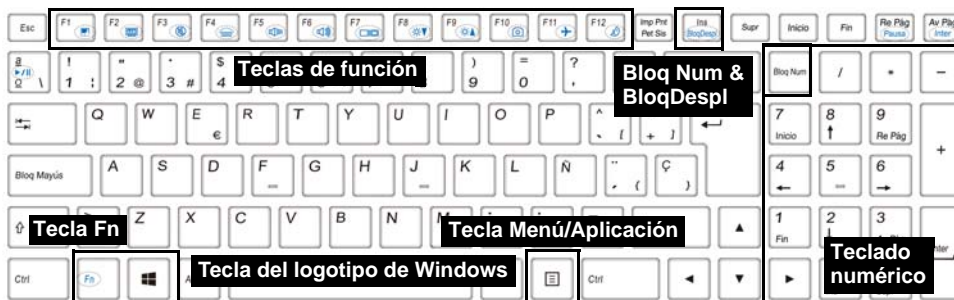 Esc F1 F2 F3 F4 F5 F6 F7 F8 F9 F10 F11 F12 Imp Pnt Pet Sis Ins BloqDespl Supr Inicio Fin Re Pág Pausa Av Pág Inter
a º \ ! 1 ¦ " 2 @ · 3 # $ 4 ) 9 = 0 ? Bloq Num / * -
Teclas de función
Bloq Num &
BloqDespl
Q W E € R T Y U I O P ^ [ + ] 7 Inicio 8 9 Re Pág +
Bloq Mayús A S D F G H J K L Ñ ¨ ´ { Ç } 4 5 6
Z X C V B N 1 Fin 2 3
Tecla Fn
Tecla Menú/Aplicación
Ctrl Fn Ctrl
Tecla del logotipo de Windows
Teclado
numérico